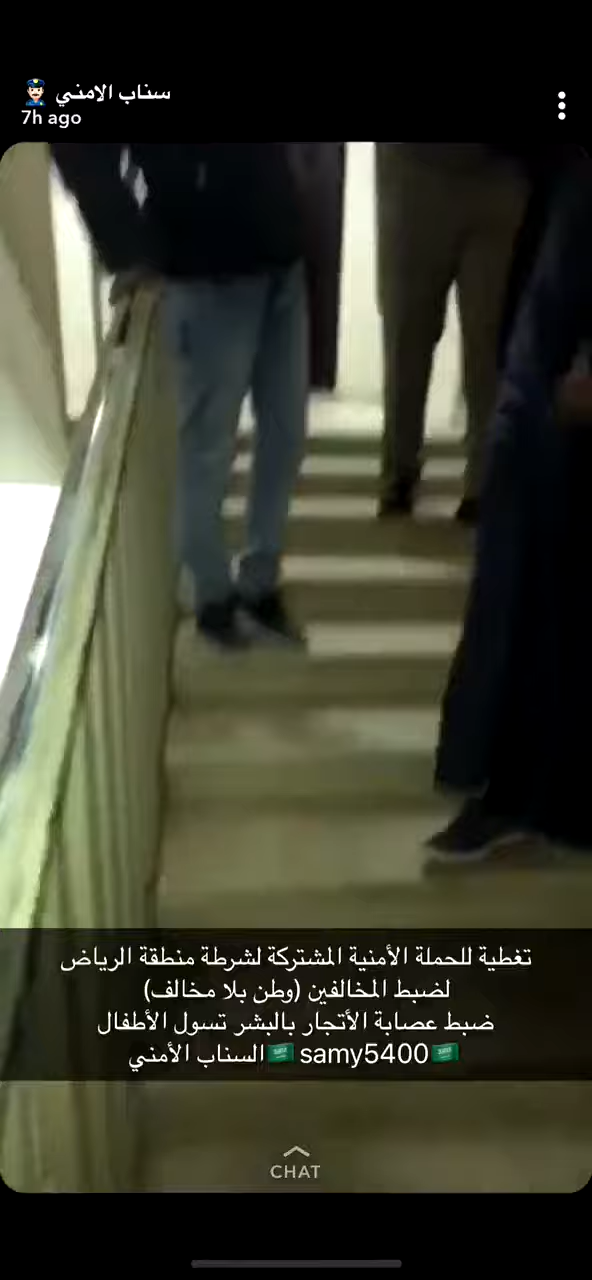 سناب الامني 👮🏻‍♂️
7h ago
تغطية للحملة الأمنية المشتركة لشرطة منطقة الرياض
لضبط المخالفين (وطن بلا مخالف)
ضبط عصابة الأتجار بالبشر تسول الأطفال
🇸🇦samy5400🇸🇦السناب الأمني
CHAT